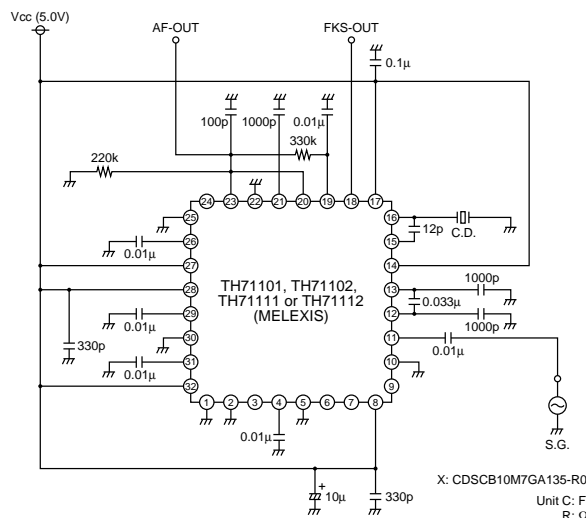 Vcc (5.0V)
AF-OUT
FKS-OUT
0.1μ
100p
1000p
0.01μ
330k
220k
24
23
22
21
20
19
18
17
25
16
12p
C.D.
26
15
0.01μ
27
14
TH71101, TH71102,
TH71111 or TH71112
(MELEXIS)
28
13
1000p
0.033μ
29
12
0.01μ
1000p
330p
30
11
0.01μ
31
10
0.01μ
32
9
1
2
3
4
5
6
7
8
0.01μ
S.G.
+
10μ
330p
X: CDSCB10M7GA135-R0
Unit C: F